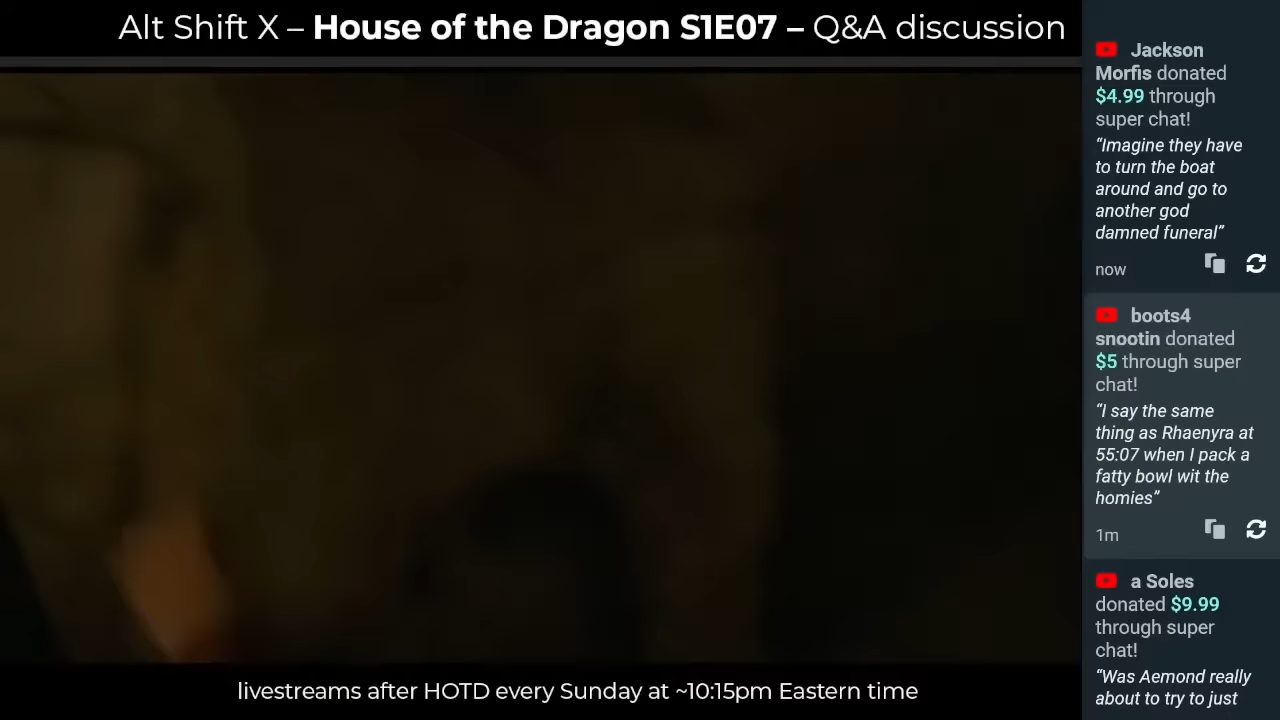 Alt Shift X – House of the Dragon S1E07 – Q&A discussion
Jackson
Morfis donated
$4.99 through
super chat!
“Imagine they have
to turn the boat
around and go to
another god
damned funeral”
now
boots4
snootin donated
$5 through super
chat!
“I say the same
thing as Rhaenyra at
55:07 when I pack a
fatty bowl wit the
homies”
1m
a Soles
donated $9.99
through super
chat!
“Was Aemond really
about to try to just
livestreams after HOTD every Sunday at ~10:15pm Eastern time